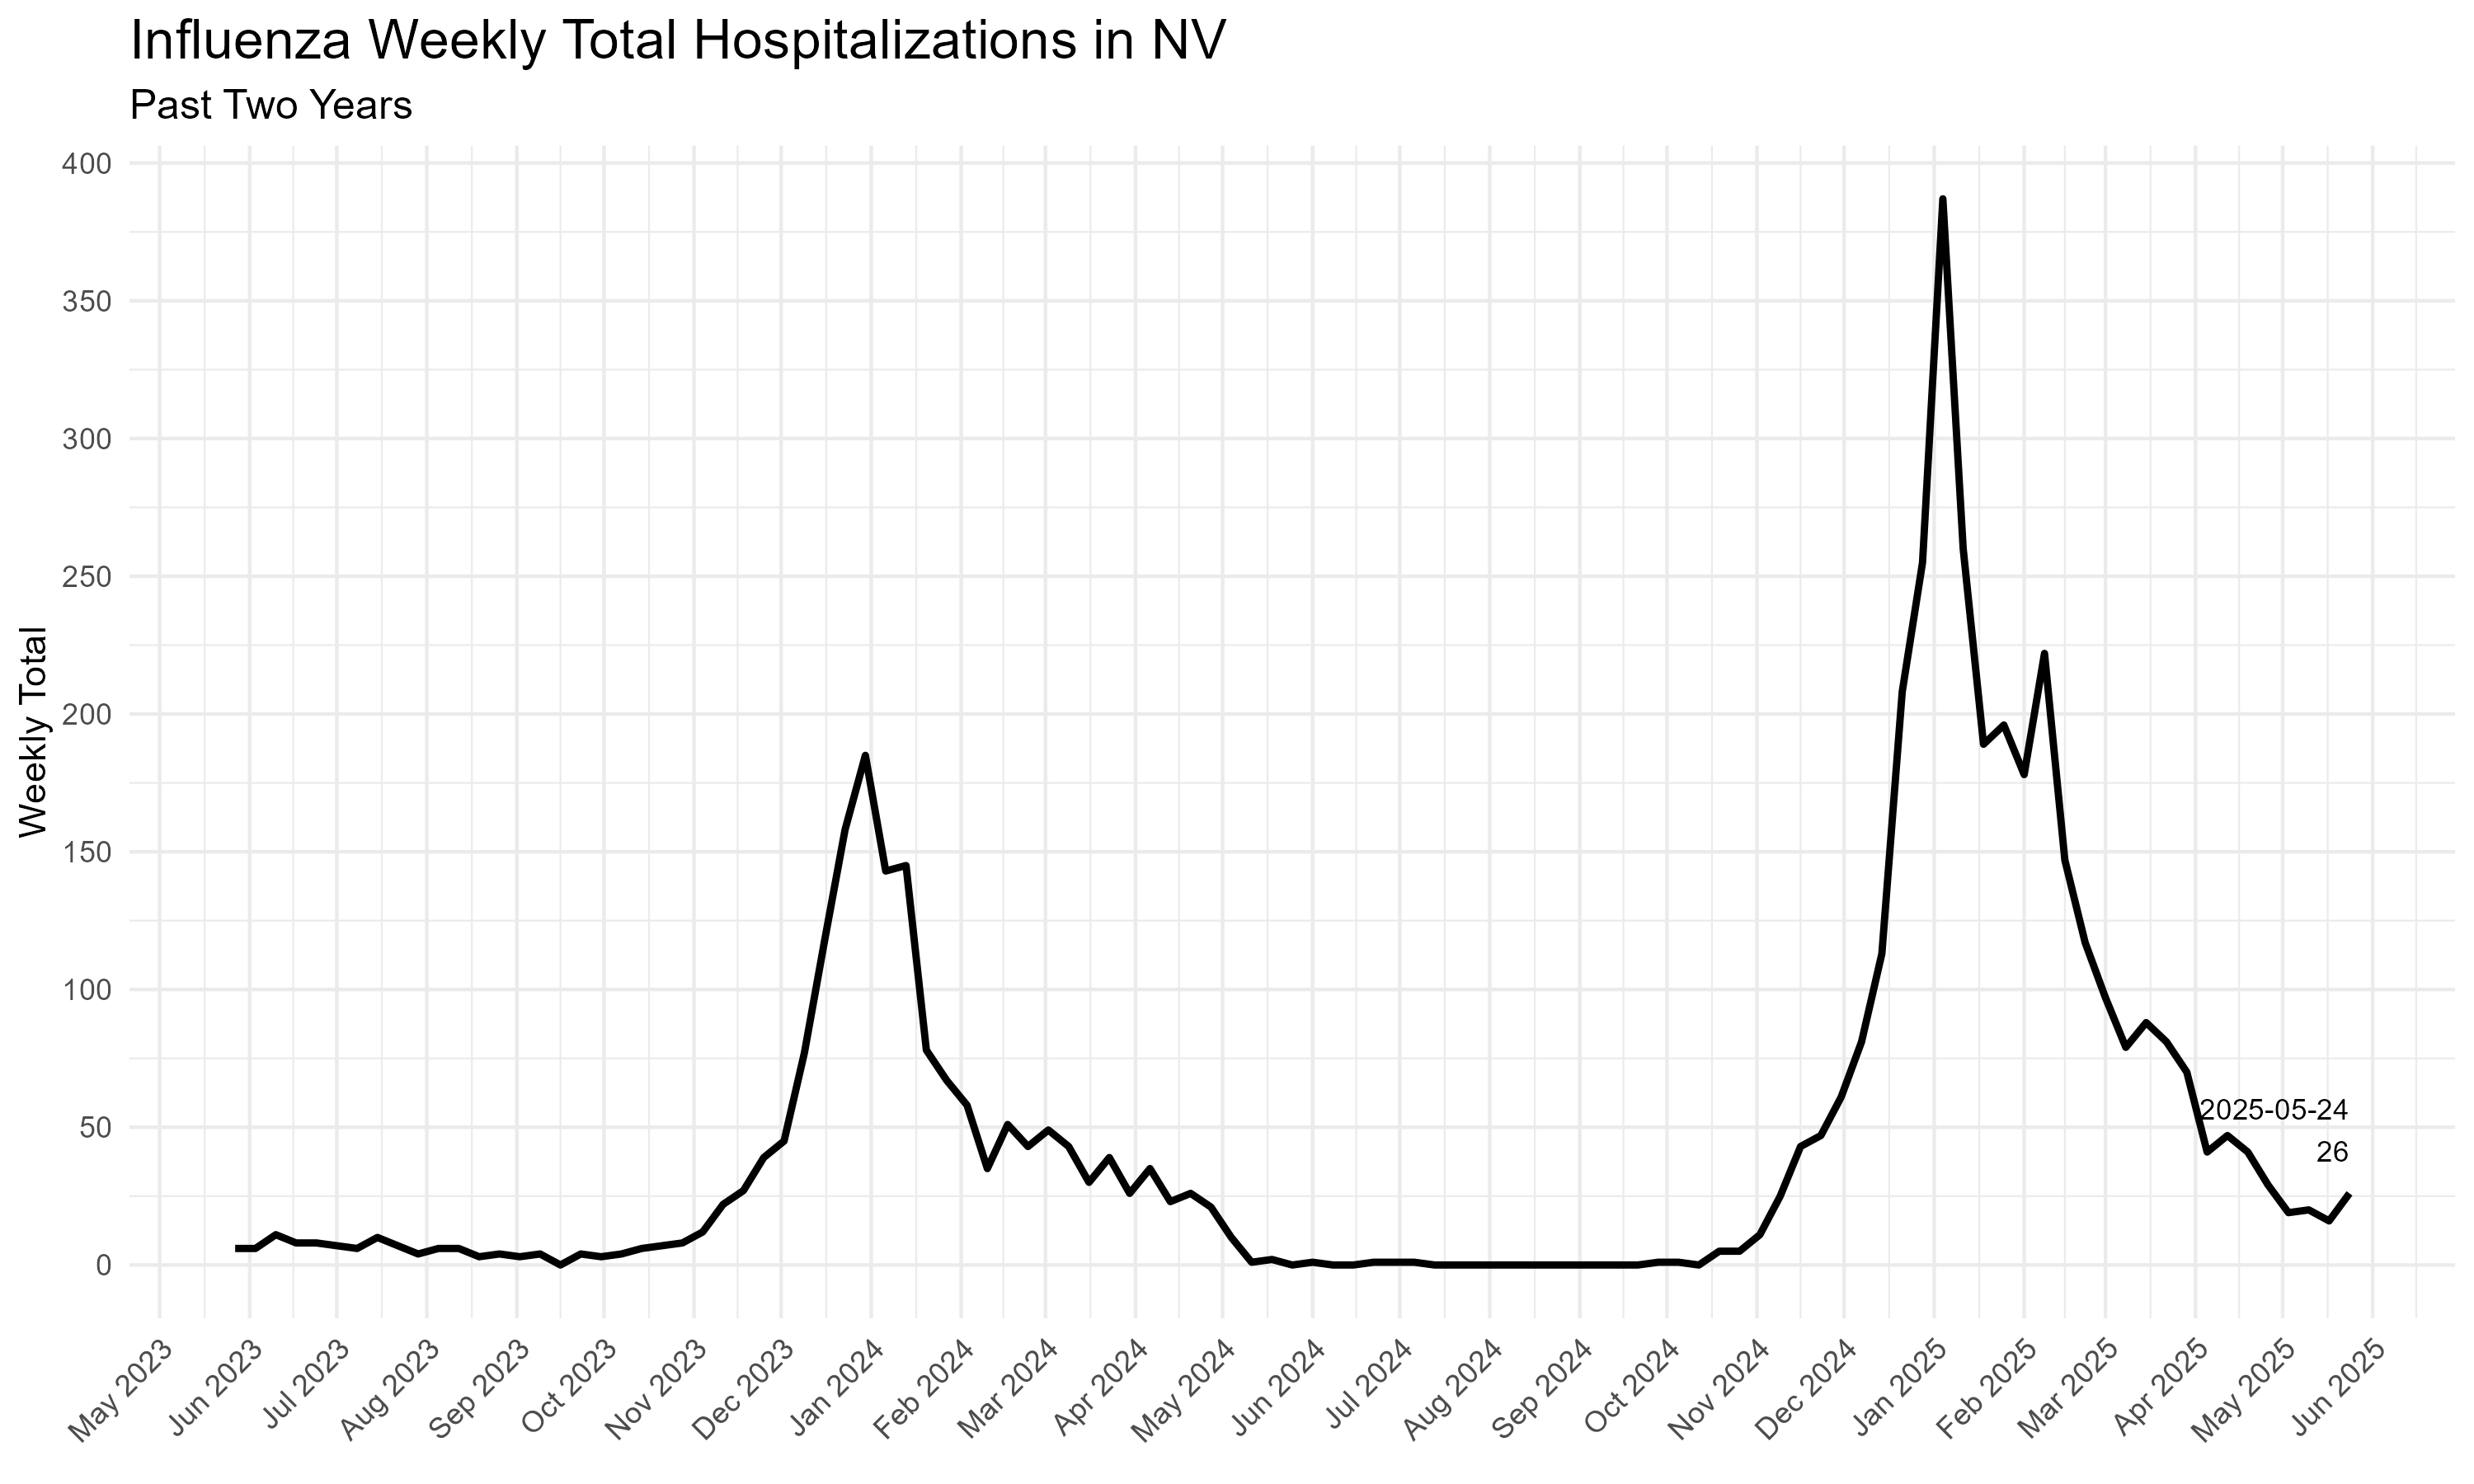 Influenza Weekly Total Hospitalizations in NV
Past Two Years
Weekly Total
400
350
300
250
200
150
100
50
0
2025-05-24
26
May 2023
Jun 2023
Jul 2023
Aug 2023
Sep 2023
Oct 2023
Nov 2023
Dec 2023
Jan 2024
Feb 2024
Mar 2024
Apr 2024
May 2024
Jun 2024
Jul 2024
Aug 2024
Sep 2024
Oct 2024
Nov 2024
Dec 2024
Jan 2025
Feb 2025
Mar 2025
Apr 2025
May 2025
Jun 2025